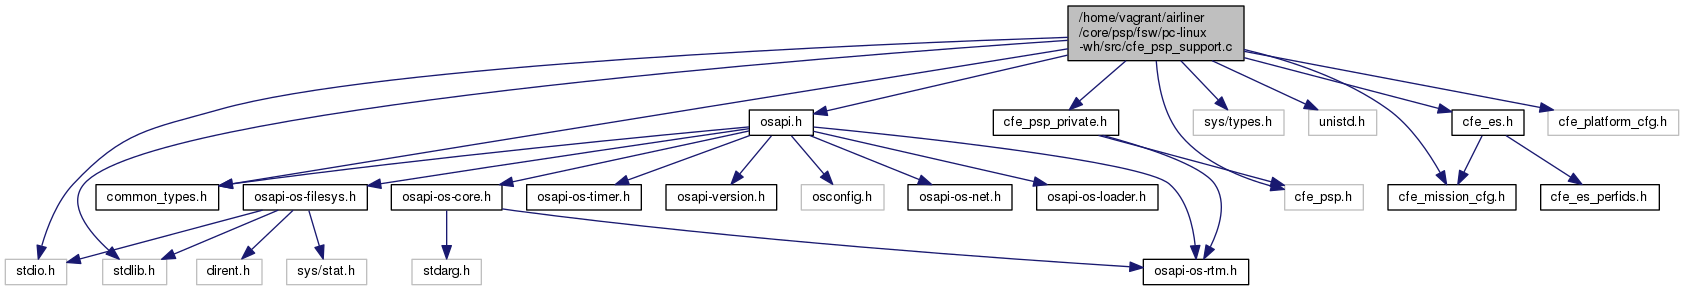 /home/vagrant/airliner
/core/psp/fsw/pc-linux
-wh/src/cfe_psp_support.c
osapi.h
cfe_psp_private.h
sys/types.h
unistd.h
cfe_es.h
cfe_platform_cfg.h
common_types.h
osapi-os-filesys.h
osapi-os-core.h
osapi-os-timer.h
osapi-version.h
osconfig.h
osapi-os-net.h
osapi-os-loader.h
cfe_psp.h
cfe_mission_cfg.h
cfe_es_perfids.h
stdio.h
stdlib.h
dirent.h
sys/stat.h
stdarg.h
osapi-os-rtm.h